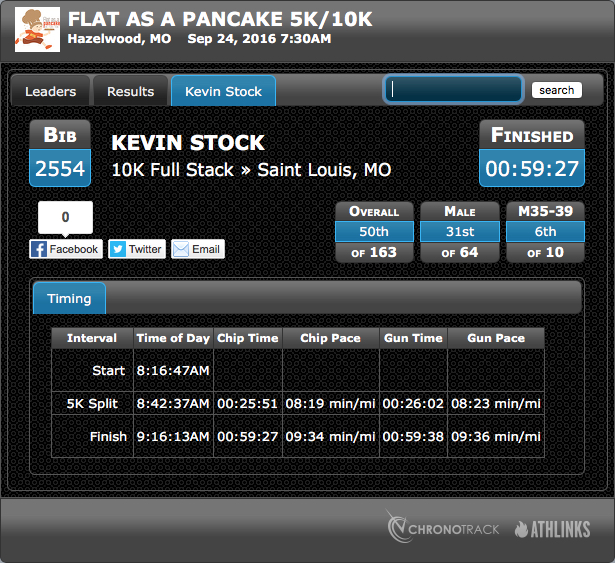 FLAT AS A PANCAKE 5K/10K
Hazelwood, MO Sep 24, 2016 7:30AM
Leaders Results Kevin Stock search
BIB
2554
KEVIN STOCK
10K Full Stack » Saint Louis, MO
FINISHED
00:59:27
0
Facebook Twitter Email
OVERALL
50th
OF 163
MALE
31st
OF 64
M35-39
6th
OF 10
Timing
Interval Time of Day Chip Time Chip Pace Gun Time Gun Pace
Start 8:16:47AM
5K Split 8:42:37AM 00:25:51 08:19 min/mi 00:26:02 08:23 min/mi
Finish 9:16:13AM 00:59:27 09:34 min/mi 00:59:38 09:36 min/mi
CHRONOTRACK ATHLINKS